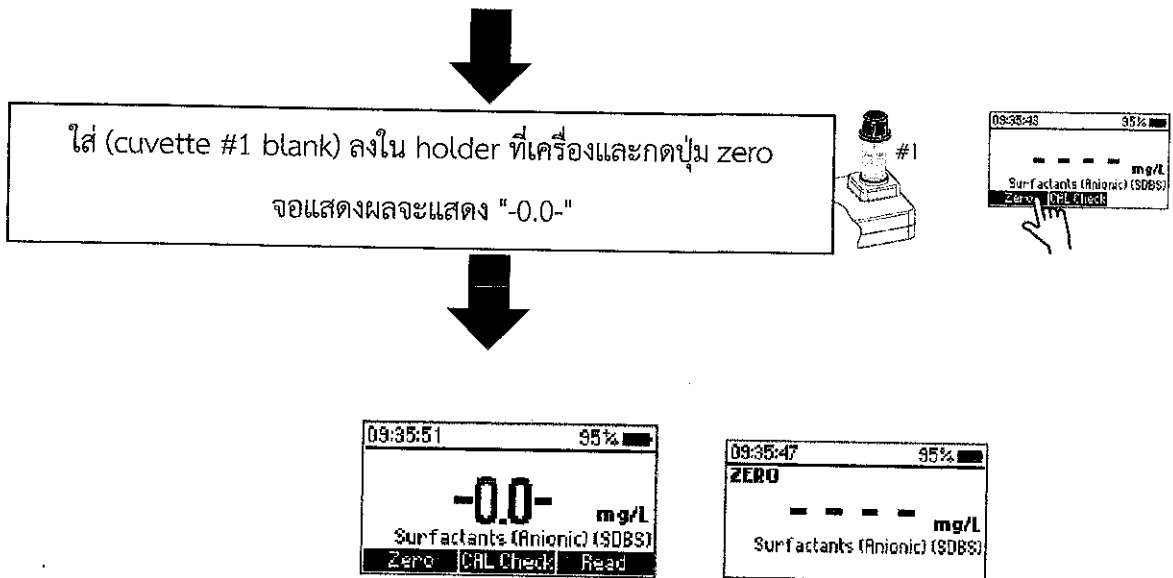 ใส่ (cuvette #1 blank) ลงใน holder ที่เครื่องและกดปุ่ม zero
จอแสดงผลจะแสดง "-0.0-"
#1
09:35:43 95%
- - - - mg/L
Surfactants (Anionic) (SDBS)
Zero CAL Check
09:35:51 95%
-0.0- mg/L
Surfactants (Anionic) (SDBS)
Zero CAL Check Read
09:35:47 95%
ZERO
- - - - mg/L
Surfactants (Anionic) (SDBS)